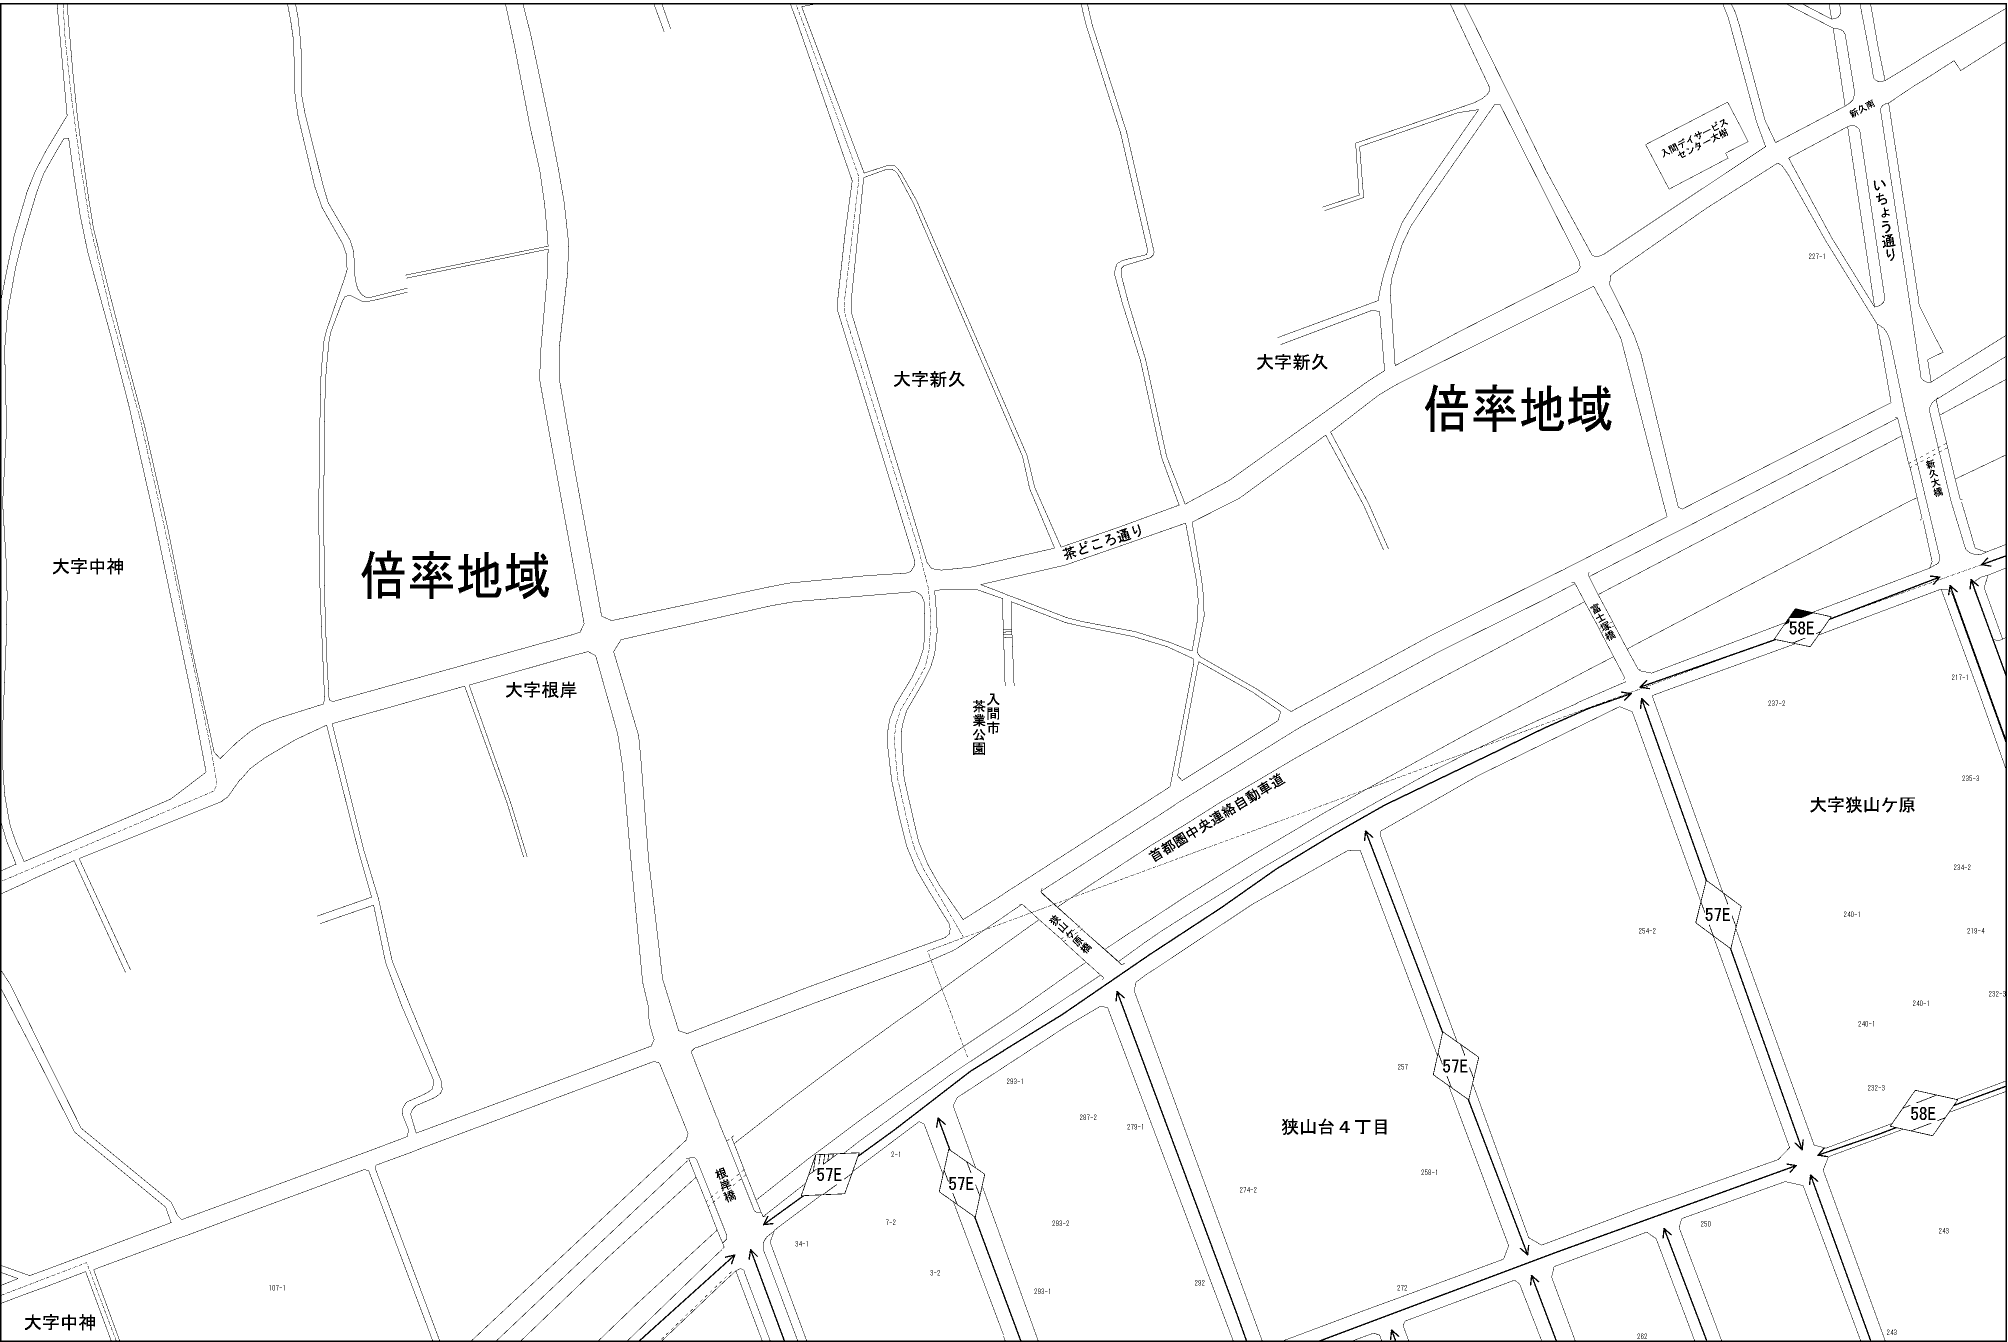 新久南
入間デイサービス
センター大樹
いちょう通り
227-1
大字新久
大字新久
倍率地域
新久大橋
茶どころ通り
大字中神
倍率地域
富士塚橋
58E
217-1
大字根岸
入間市
茶業公園
237-2
235-3
大字狭山ケ原
首都圏中央連絡自動車道
234-2
57E
240-1
254-2
219-4
狭山ケ原橋
232-3
240-1
240-1
257
57E
293-1
232-3
58E
287-2
279-1
狭山台4丁目
2-1
根岸橋
57E
57E
258-1
274-2
7-2
293-2
250
243
34-1
3-2
107-1
292
272
293-1
大字中神
243
262